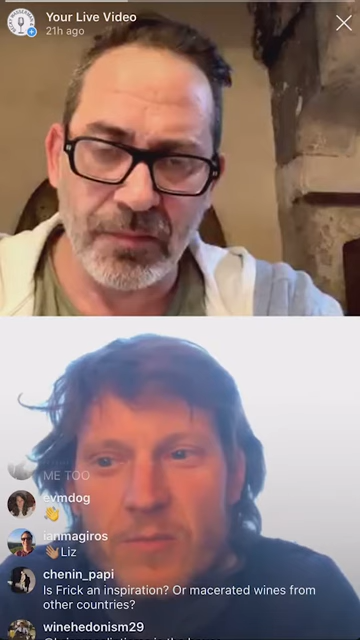 Your Live Video
21h ago
ME TOO
evmdog
👏
ianmagiros
👋🏽Liz
chenin_papi
Is Frick an inspiration? Or macerated wines from
other countries?
winehedonism29